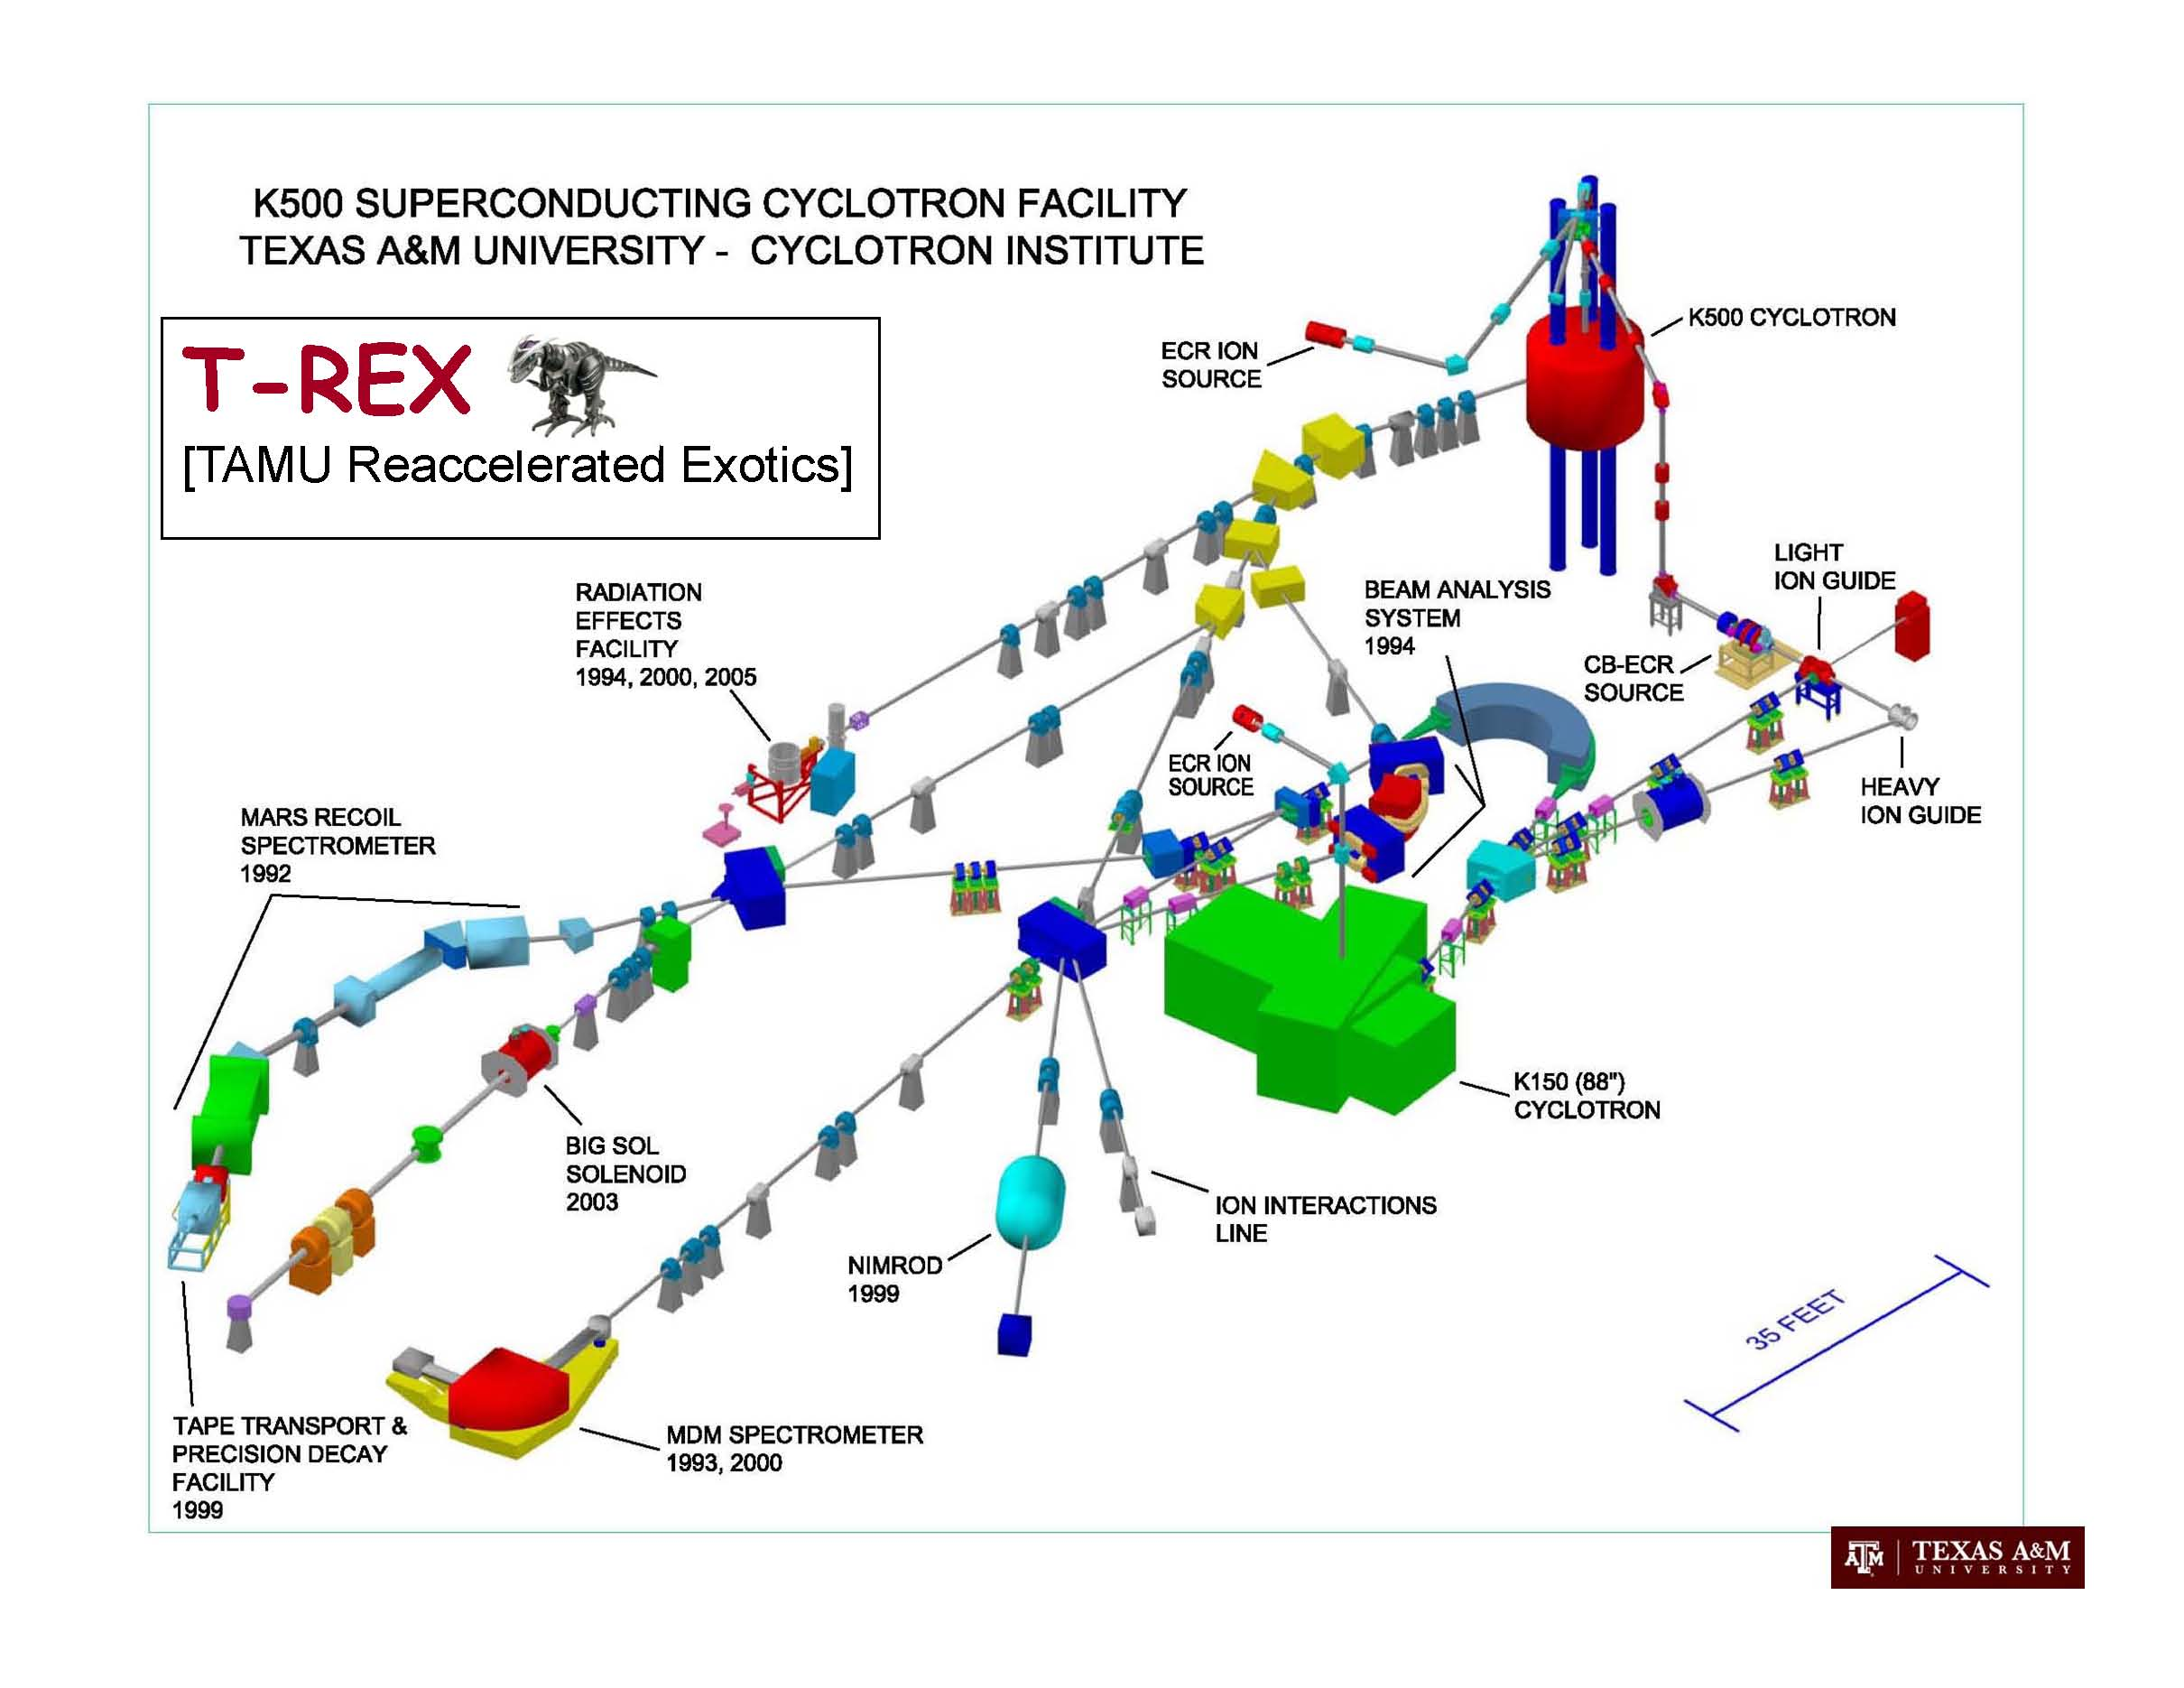 K500 SUPERCONDUCTING CYCLOTRON FACILITY
TEXAS A&M UNIVERSITY - CYCLOTRON INSTITUTE
T-REX
[TAMU Reaccelerated Exotics]
K500 CYCLOTRON
ECR ION
SOURCE
LIGHT
ION GUIDE
RADIATION
EFFECTS
FACILITY
1994, 2000, 2005
BEAM ANALYSIS
SYSTEM
1994
CB-ECR
SOURCE
ECR ION
SOURCE
HEAVY
ION GUIDE
MARS RECOIL
SPECTROMETER
1992
K150 (88")
CYCLOTRON
BIG SOL
SOLENOID
2003
ION INTERACTIONS
LINE
NIMROD
1999
35 FEET
TAPE TRANSPORT &
PRECISION DECAY
FACILITY
1999
MDM SPECTROMETER
1993, 2000
ATM
TEXAS A&M
UNIVERSITY